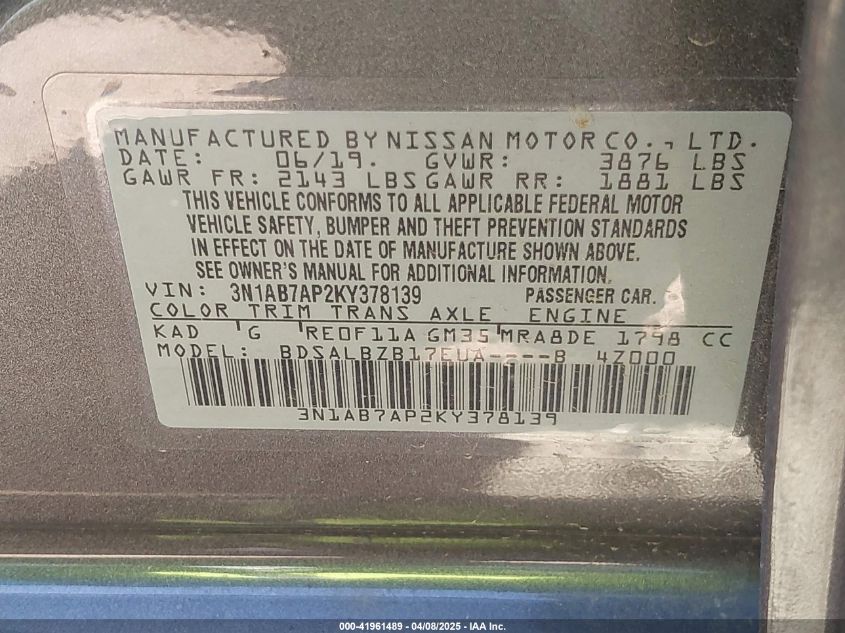 MANUFACTURED BY NISSAN MOTOR CO., LTD.
DATE: 06/19. GVWR: 3876 LBS
GAWR FR: 2143 LBS GAWR RR: 1881 LBS
THIS VEHICLE CONFORMS TO ALL APPLICABLE FEDERAL MOTOR
VEHICLE SAFETY, BUMPER AND THEFT PREVENTION STANDARDS
IN EFFECT ON THE DATE OF MANUFACTURE SHOWN ABOVE.
SEE OWNER'S MANUAL FOR ADDITIONAL INFORMATION.
VIN: 3N1AB7AP2KY378139 PASSENGER CAR.
COLOR TRIM TRANS AXLE ENGINE
KAD G RE0F11A GM35 MRA8DE 1798 CC
MODEL: BDSALBZB17EUA----B 4Z000
3N1AB7AP2KY378139
000-41961489 - 04/08/2025 - IAA Inc.